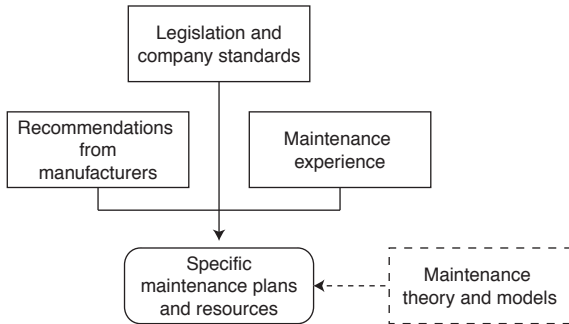 Legislation and
company standards
Recommendations
from
manufacturers
Maintenance
experience
Specific
maintenance plans
and resources
Maintenance
theory and models